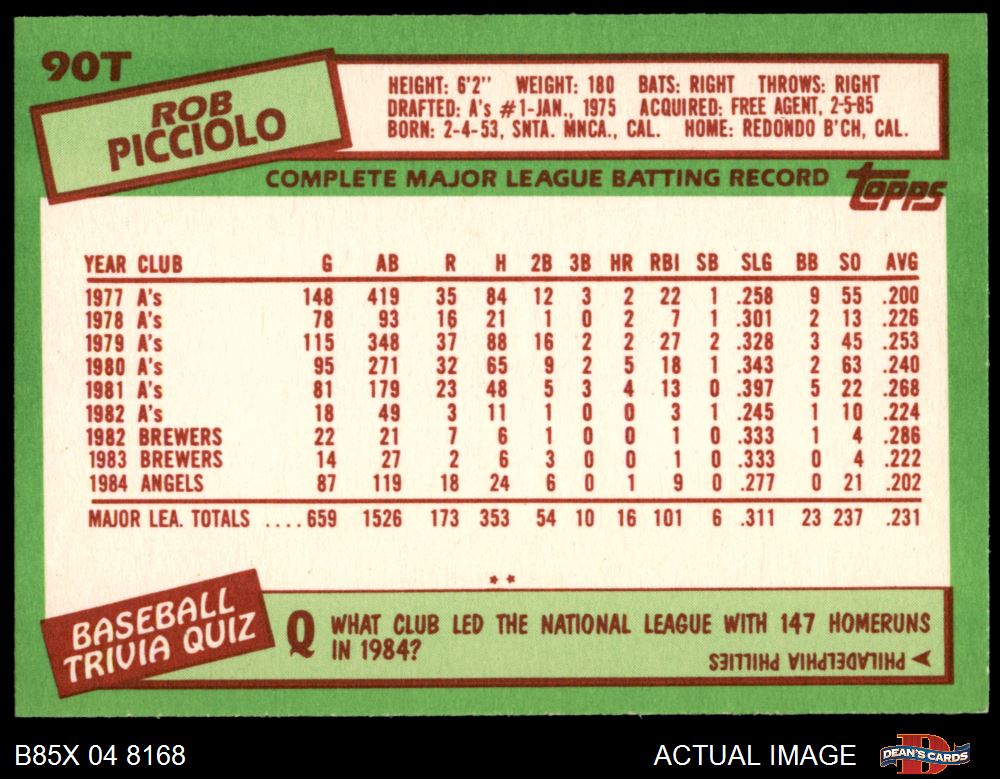 90T
ROB
PICCIOLO
HEIGHT: 6'2" WEIGHT: 180 BATS: RIGHT THROWS: RIGHT
DRAFTED: A's #1-JAN., 1975 ACQUIRED: FREE AGENT, 2-5-85
BORN: 2-4-53, SNTA. MNCA., CAL. HOME: REDONDO B'CH, CAL.
COMPLETE MAJOR LEAGUE BATTING RECORD
topps
YEAR CLUB G AB R H 2B 3B HR RBI SB SLG BB SO AVG
1977 A's 148 419 35 84 12 3 2 22 1 .258 9 55 .200
1978 A's 78 93 16 21 1 0 2 7 1 .301 2 13 .226
1979 A's 115 348 37 88 16 2 2 27 2 .328 3 45 .253
1980 A's 95 271 32 65 9 2 5 18 1 .343 2 63 .240
1981 A's 81 179 23 48 5 3 4 13 0 .397 5 22 .268
1982 A's 18 49 3 11 1 0 0 3 1 .245 1 10 .224
1982 BREWERS 22 21 7 6 1 0 0 1 0 .333 1 4 .286
1983 BREWERS 14 27 2 6 3 0 0 1 0 .333 0 4 .222
1984 ANGELS 87 119 18 24 6 0 1 9 0 .277 0 21 .202
MAJOR LEA. TOTALS ....659 1526 173 353 54 10 16 101 6 .311 23 237 .231
**
BASEBALL
TRIVIA QUIZ
Q WHAT CLUB LED THE NATIONAL LEAGUE WITH 147 HOMERUNS
IN 1984?
PHILADELPHIA PHILLIES
B85X 04 8168
ACTUAL IMAGE
DEAN'S CARDS